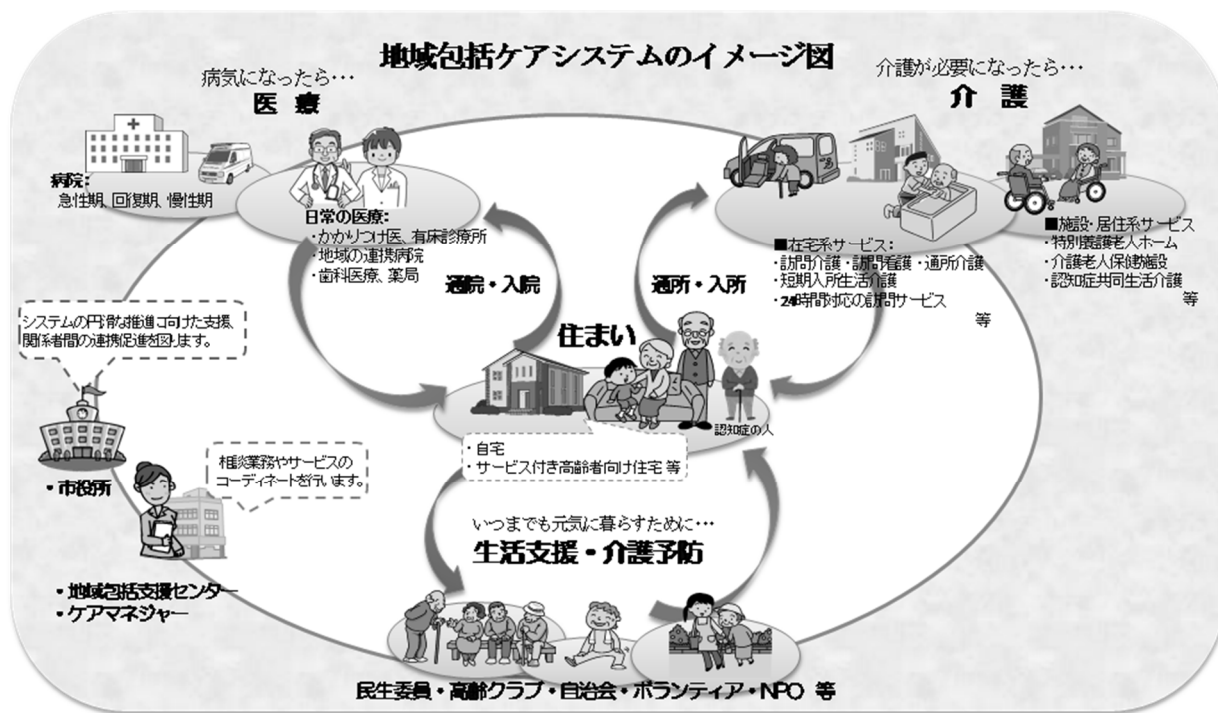 地域包括ケアシステムのイメージ図
病気になったら…
医 療
病院:
急性期、回復期、慢性期
日常の医療:
・かかりつけ医、有床診療所
・地域の連携病院
・歯科医療、薬局
通院・入院
介護が必要になったら…
介 護
■在宅系サービス:
・訪問介護・訪問看護・通所介護
・短期入所生活介護
・24時間対応の訪問サービス
等
■施設・居住系サービス
・特別養護老人ホーム
・介護老人保健施設
・認知症共同生活介護
等
通所・入所
住まい
認知症の人
・自宅
・サービス付き高齢者向け住宅 等
システムの円滑な推進に向けた支援、
関係者間の連携促進を図ります。
・市役所
相談業務やサービスの
コーディネートを行います。
・地域包括支援センター
・ケアマネジャー
いつまでも元気に暮らすために…
生活支援・介護予防
民生委員・高齢クラブ・自治会・ボランティア・NPO 等